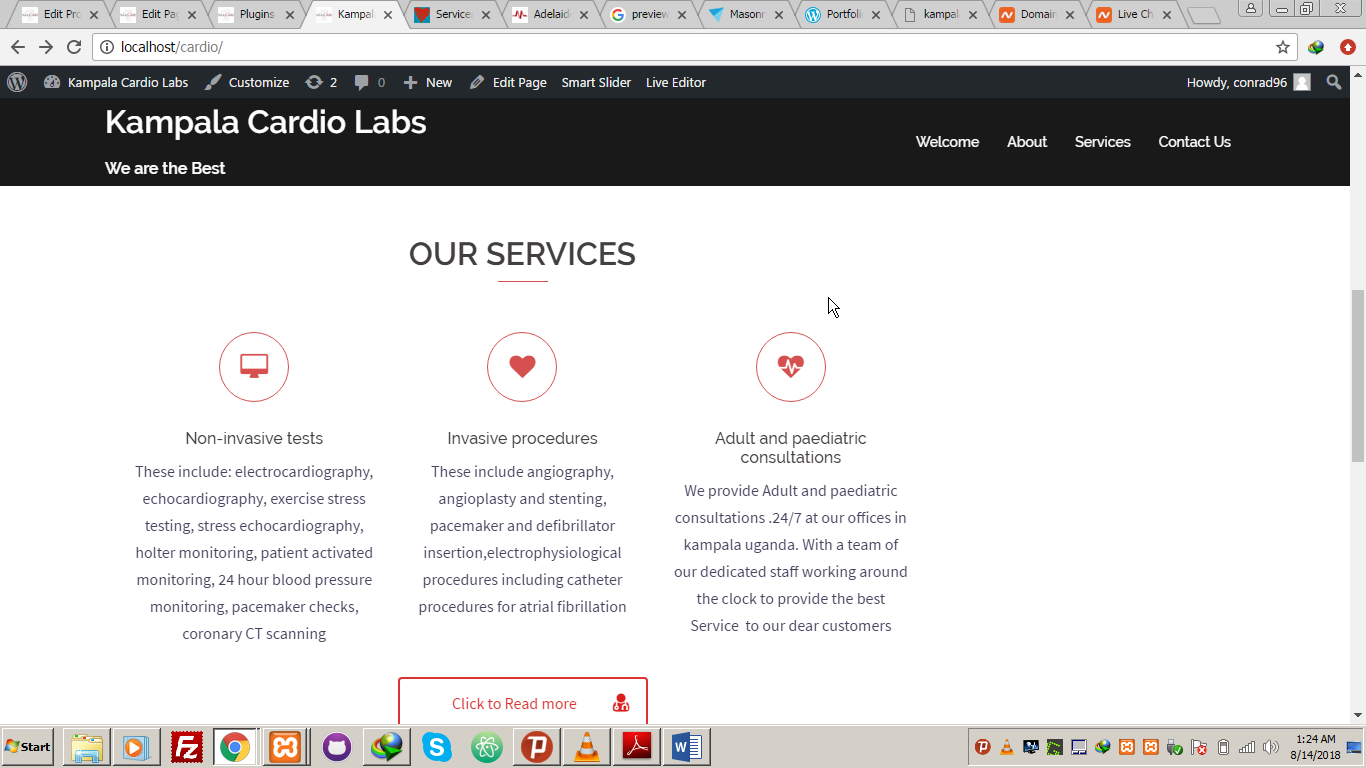 Edit Pro
Edit Pag
Plugins
Kampal
Service
Adelaid
preview
Masonr
Portfoli
kampal
Domain
Live Ch
localhost/cardio/
Kampala Cardio Labs
Customize
2
0
New
Edit Page
Smart Slider
Live Editor
Howdy, conrad96
Kampala Cardio Labs
We are the Best
Welcome
About
Services
Contact Us
OUR SERVICES
Non-invasive tests
These include: electrocardiography,
echocardiography, exercise stress
testing, stress echocardiography,
holter monitoring, patient activated
monitoring, 24 hour blood pressure
monitoring, pacemaker checks,
coronary CT scanning
Invasive procedures
These include angiography,
angioplasty and stenting,
pacemaker and defibrillator
insertion,electrophysiological
procedures including catheter
procedures for atrial fibrillation
Adult and paediatric
consultations
We provide Adult and paediatric
consultations .24/7 at our offices in
kampala uganda. With a team of
our dedicated staff working around
the clock to provide the best
Service  to our dear customers
Click to Read more
Start
1:24 AM
8/14/2018